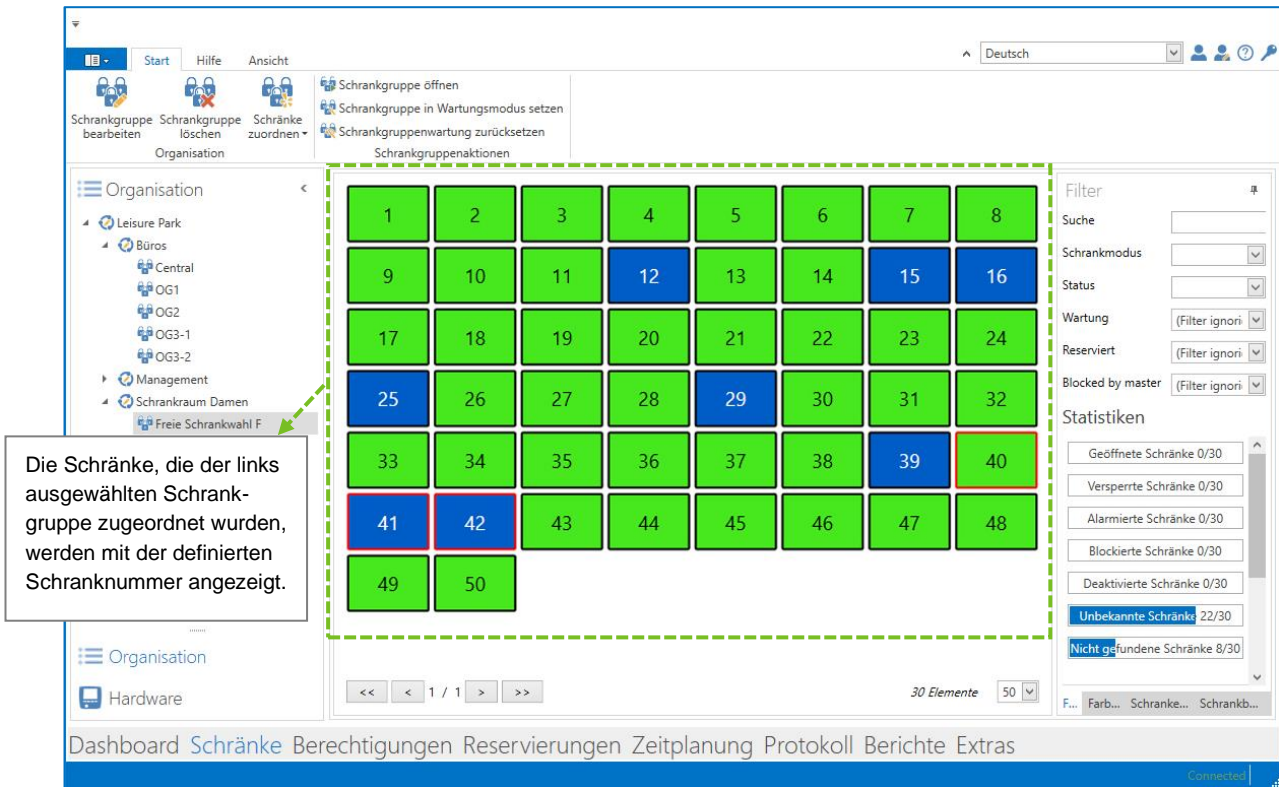 Start Hilfe Ansicht
Deutsch
Schrankgruppe bearbeiten
Schrankgruppe löschen
Schränke zuordnen
Organisation
Schrankgruppe öffnen
Schrankgruppe in Wartungsmodus setzen
Schrankgruppenwartung zurücksetzen
Schrankgruppenaktionen
Organisation
Leisure Park
Büros
Central
OG1
OG2
OG3-1
OG3-2
Management
Schrankraum Damen
Freie Schrankwahl F
Die Schränke, die der links
ausgewählten Schrank-
gruppe zugeordnet wurden,
werden mit der definierten
Schranknummer angezeigt.
Organisation
Hardware
1 2 3 4 5 6 7 8
9 10 11 12 13 14 15 16
17 18 19 20 21 22 23 24
25 26 27 28 29 30 31 32
33 34 35 36 37 38 39 40
41 42 43 44 45 46 47 48
49 50
<< < 1 / 1 > >>
30 Elemente 50
Filter
Suche
Schrankmodus
Status
Wartung (Filter ignori
Reserviert (Filter ignori
Blocked by master (Filter ignori
Statistiken
Geöffnete Schränke 0/30
Versperrte Schränke 0/30
Alarmierte Schränke 0/30
Blockierte Schränke 0/30
Deaktivierte Schränke 0/30
Unbekannte Schränke 22/30
Nicht gefundene Schränke 8/30
F... Farb... Schranke... Schrankb...
Dashboard Schränke Berechtigungen Reservierungen Zeitplanung Protokoll Berichte Extras
Connected